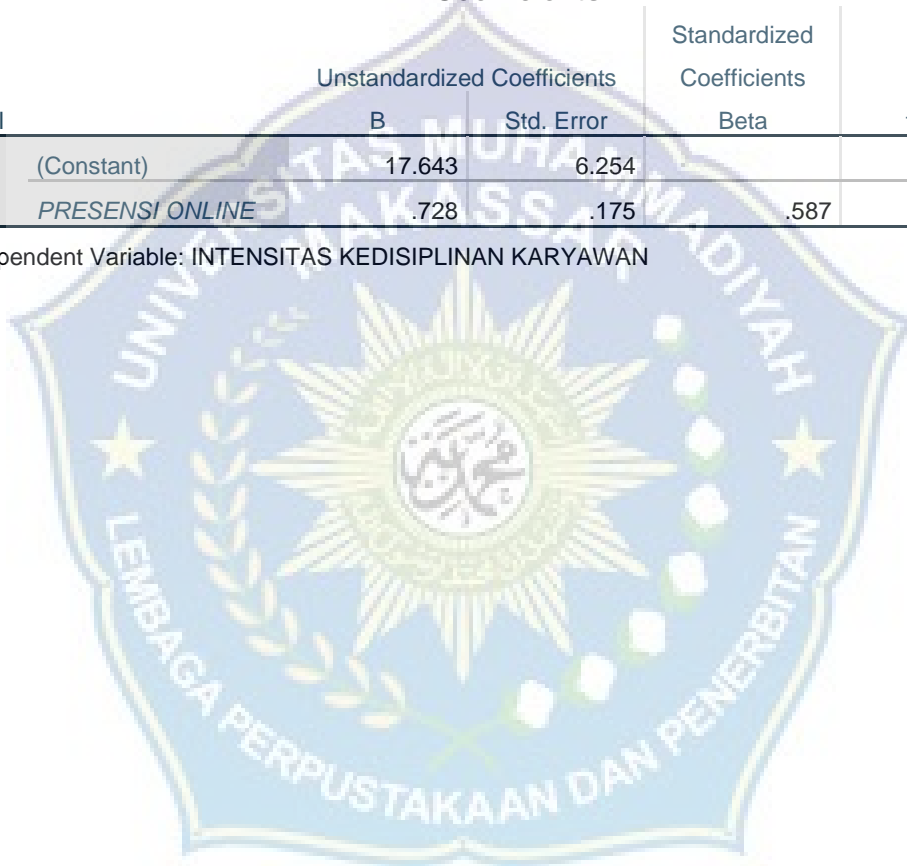 Standardized
Unstandardized Coefficients Coefficients
B Std. Error Beta
(Constant) 17.643 6.254
PRESENSI ONLINE .728 .175 .587
pendent Variable: INTENSITAS KEDISIPLINAN KARYAWAN
UNIVERSITAS MUHAMMADIYAH
MAKASSAR
LEMBAGA PERPUSTAKAAN DAN PENERBITAN